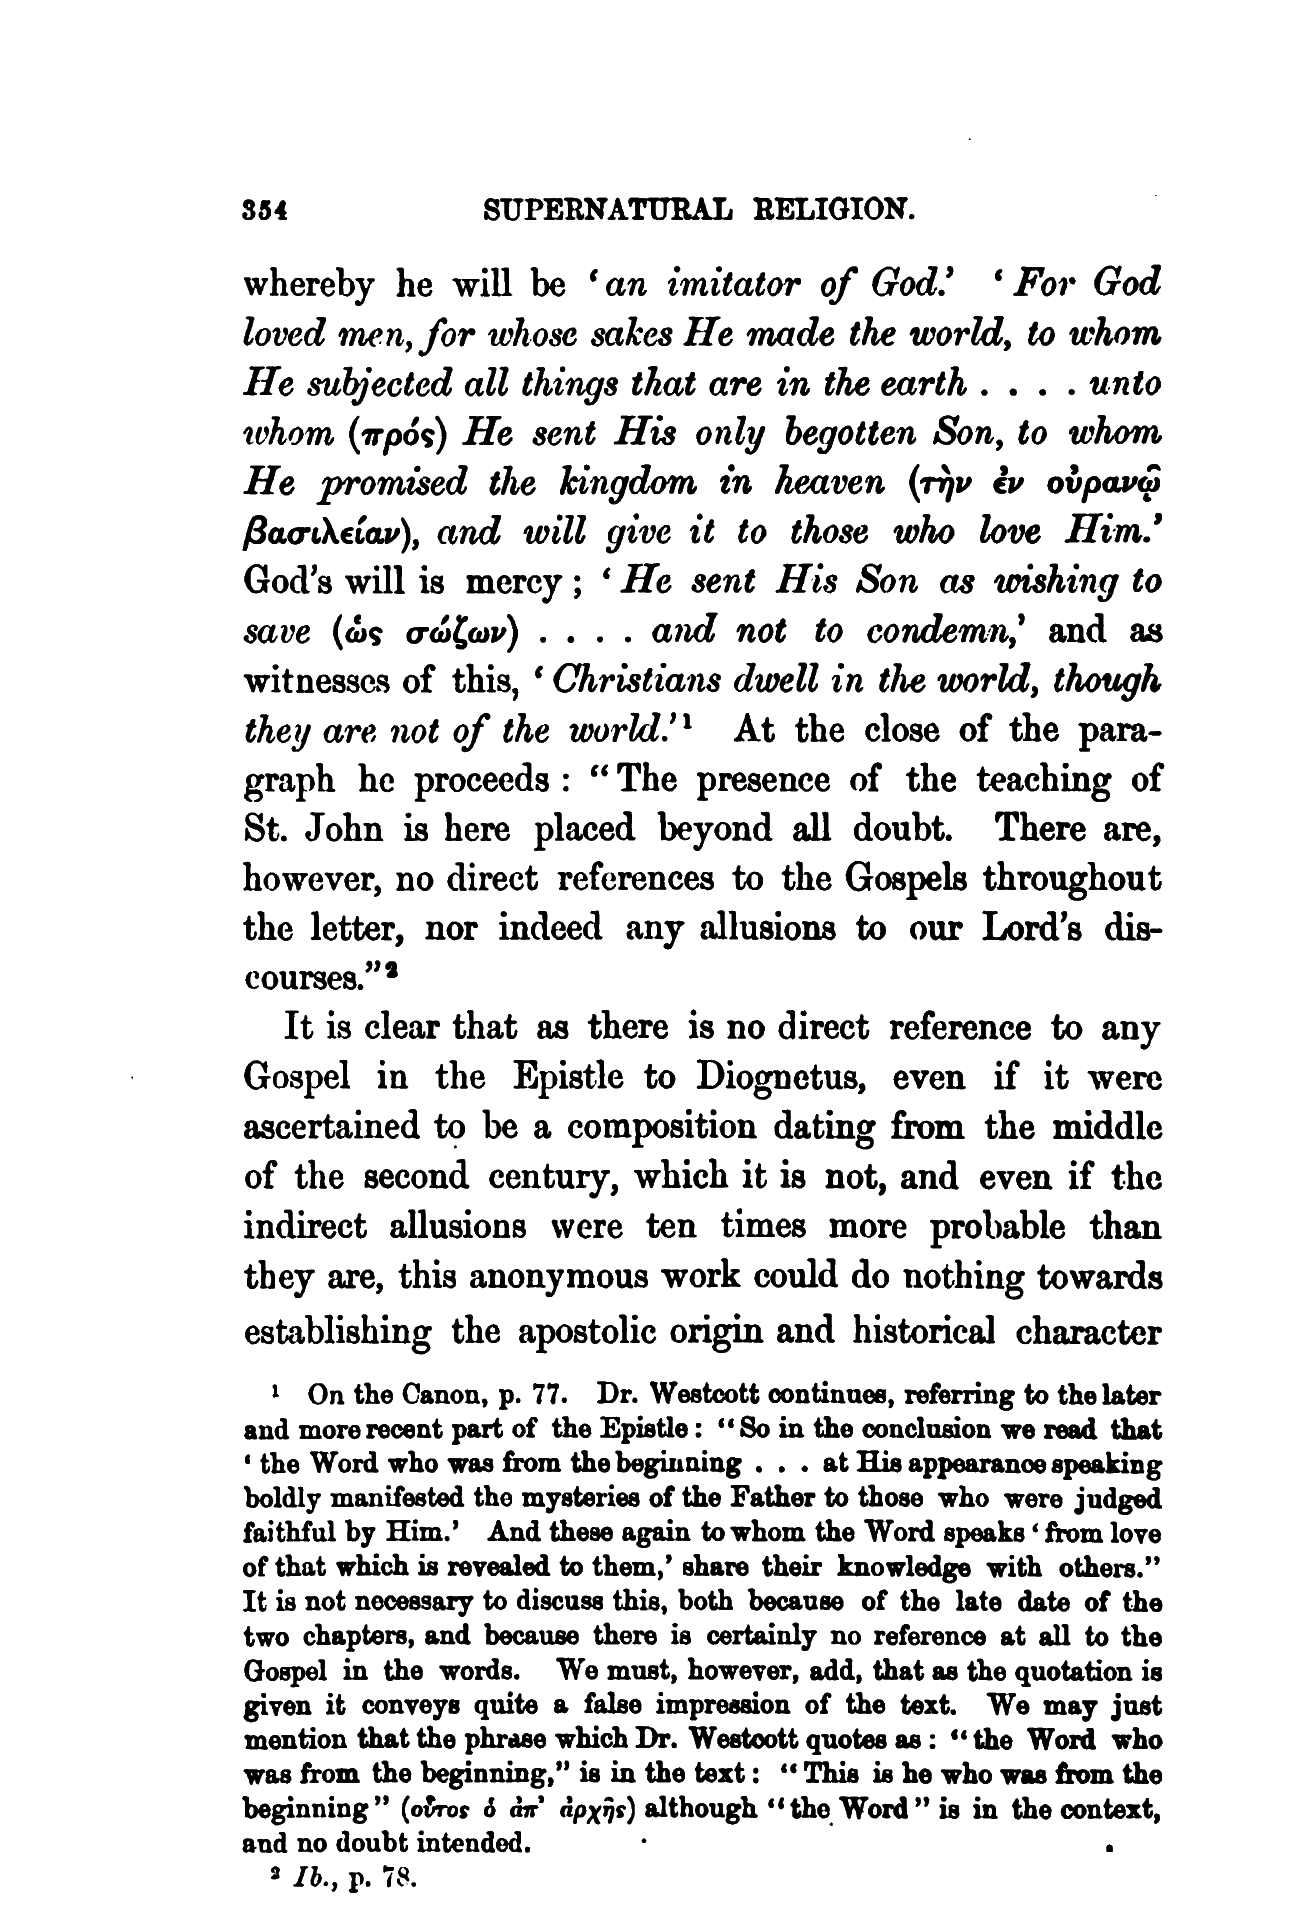 354 SUPERNATURAL RELIGION.
whereby he will be ‘an imitator of God.’ ‘For God
loved men, for whose sakes He made the world, to whom
He subjected all things that are in the earth . . . . unto
whom (πρός) He sent His only begotten Son, to whom
He promised the kingdom in heaven (τὴν ἐν οὐρανῷ
βασιλείαν), and will give it to those who love Him.’
God's will is mercy; ‘He sent His Son as wishing to
save (ὡς σώζων) . . . . and not to condemn,’ and as
witnesses of this, ‘Christians dwell in the world, though
they are not of the world.’¹ At the close of the para-
graph he proceeds: “The presence of the teaching of
St. John is here placed beyond all doubt. There are,
however, no direct references to the Gospels throughout
the letter, nor indeed any allusions to our Lord's dis-
courses.”²
It is clear that as there is no direct reference to any
Gospel in the Epistle to Diognetus, even if it were
ascertained to be a composition dating from the middle
of the second century, which it is not, and even if the
indirect allusions were ten times more probable than
they are, this anonymous work could do nothing towards
establishing the apostolic origin and historical character
¹ On the Canon, p. 77. Dr. Westcott continues, referring to the later
and more recent part of the Epistle: “So in the conclusion we read that
‘the Word who was from the beginning . . . at His appearance speaking
boldly manifested the mysteries of the Father to those who were judged
faithful by Him.’ And these again to whom the Word speaks ‘from love
of that which is revealed to them,’ share their knowledge with others.”
It is not necessary to discuss this, both because of the late date of the
two chapters, and because there is certainly no reference at all to the
Gospel in the words. We must, however, add, that as the quotation is
given it conveys quite a false impression of the text. We may just
mention that the phrase which Dr. Westcott quotes as: “the Word who
was from the beginning,” is in the text: “This is he who was from the
beginning” (οὗτος ὁ ἀπ’ ἀρχῆς) although “the Word” is in the context,
and no doubt intended.
² Ib., p. 78.